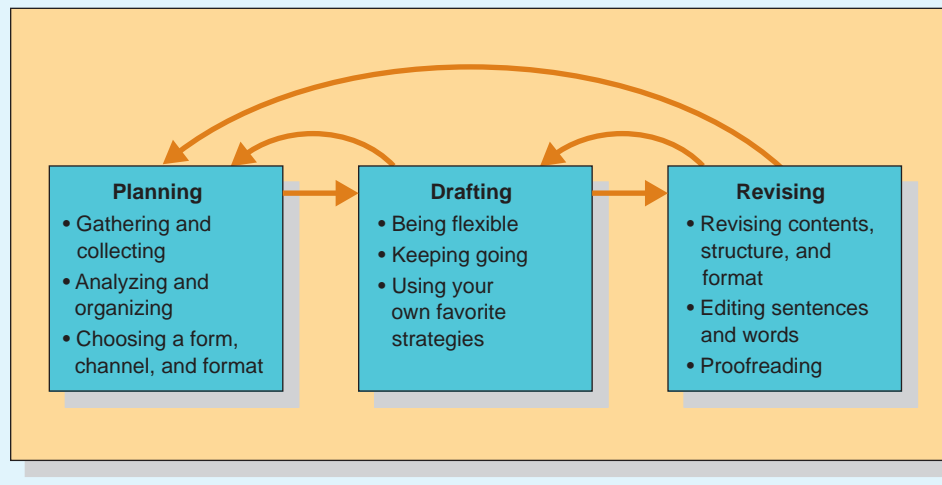 Planning
• Gathering and
collecting
• Analyzing and
organizing
• Choosing a form,
channel, and format
Drafting
• Being flexible
• Keeping going
• Using your
own favorite
strategies
Revising
• Revising contents,
structure, and
format
• Editing sentences
and words
• Proofreading